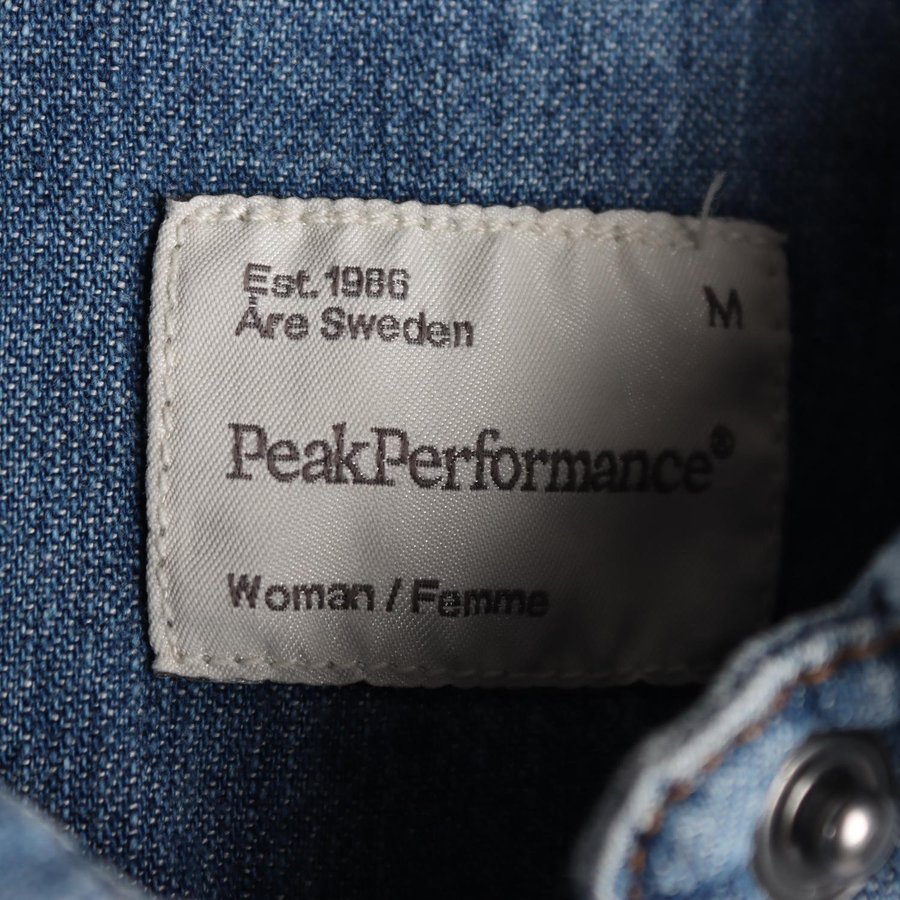 Est. 1986
Åre Sweden
M
PeakPerformance®
Woman / Femme